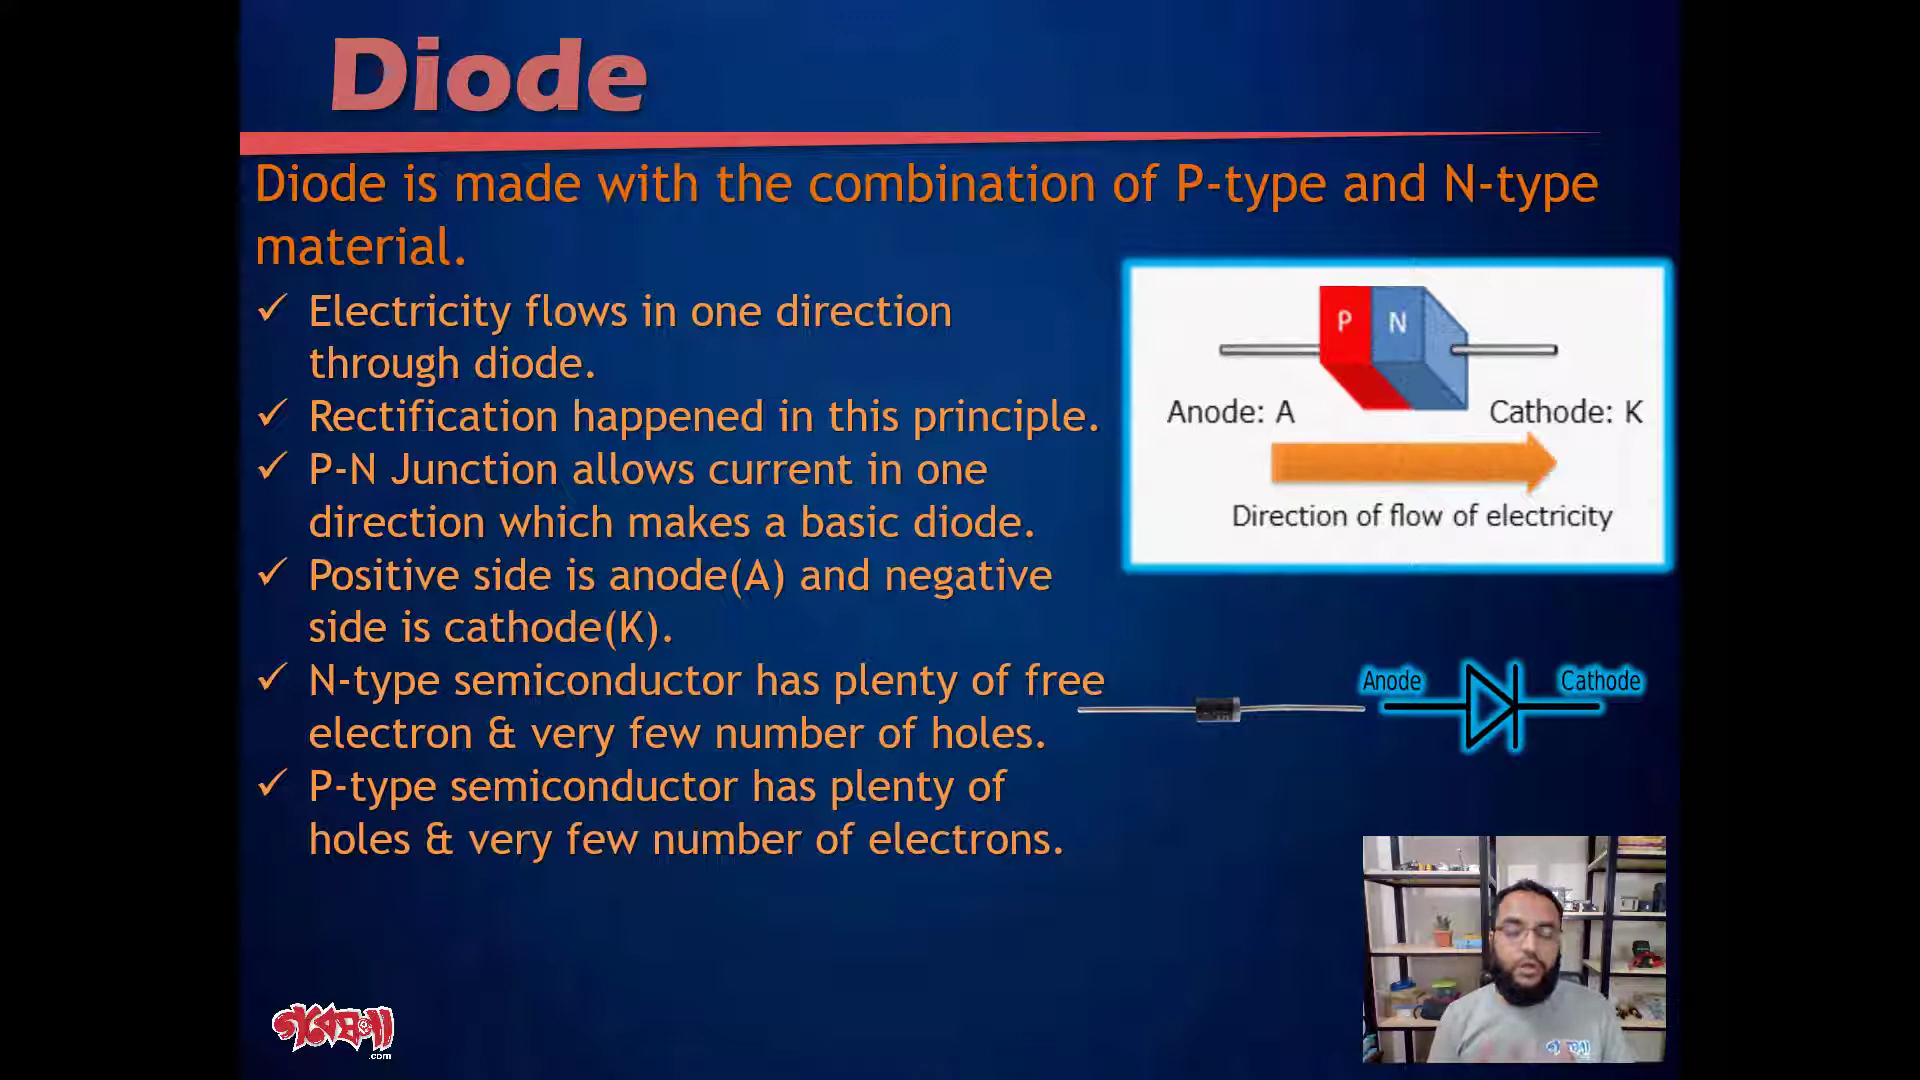 Diode
Diode is made with the combination of P-type and N-type
material.
✓ Electricity flows in one direction
through diode.
✓ Rectification happened in this principle.
✓ P-N Junction allows current in one
direction which makes a basic diode.
✓ Positive side is anode(A) and negative
side is cathode(K).
✓ N-type semiconductor has plenty of free
electron & very few number of holes.
✓ P-type semiconductor has plenty of
holes & very few number of electrons.
P N
Anode: A Cathode: K
Direction of flow of electricity
Anode Cathode
গবেষণা
.com